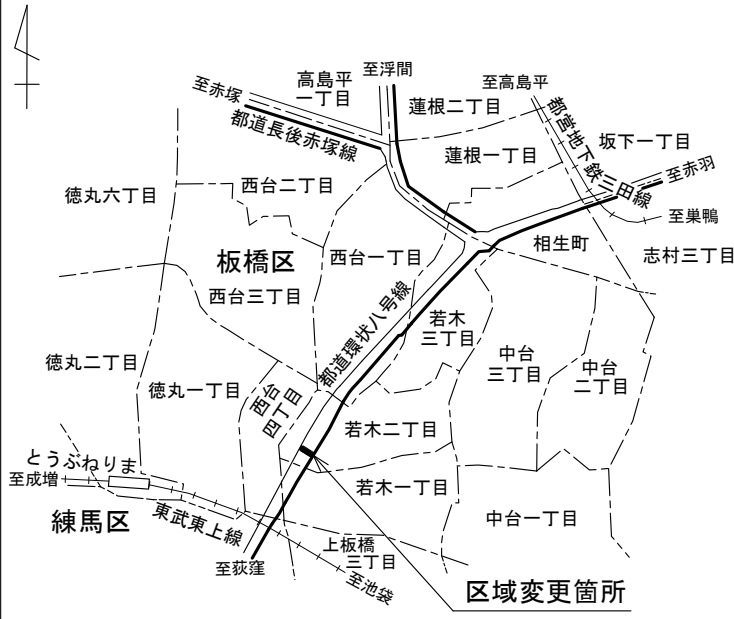 至浮間
高島平
一丁目
至高島平
至赤塚
蓮根二丁目
都道長後赤塚線
都営地下鉄三田線
坂下一丁目
蓮根一丁目
至赤羽
西台二丁目
徳丸六丁目
至巣鴨
相生町
志村三丁目
板橋区
西台一丁目
西台三丁目
都道環状八号線
若木
三丁目
中台
三丁目
中台
二丁目
徳丸二丁目
徳丸一丁目
西台
四丁目
若木二丁目
とうぶねりま
至成増
若木一丁目
練馬区
東武東上線
中台一丁目
上板橋
三丁目
至荻窪
至池袋
区域変更箇所